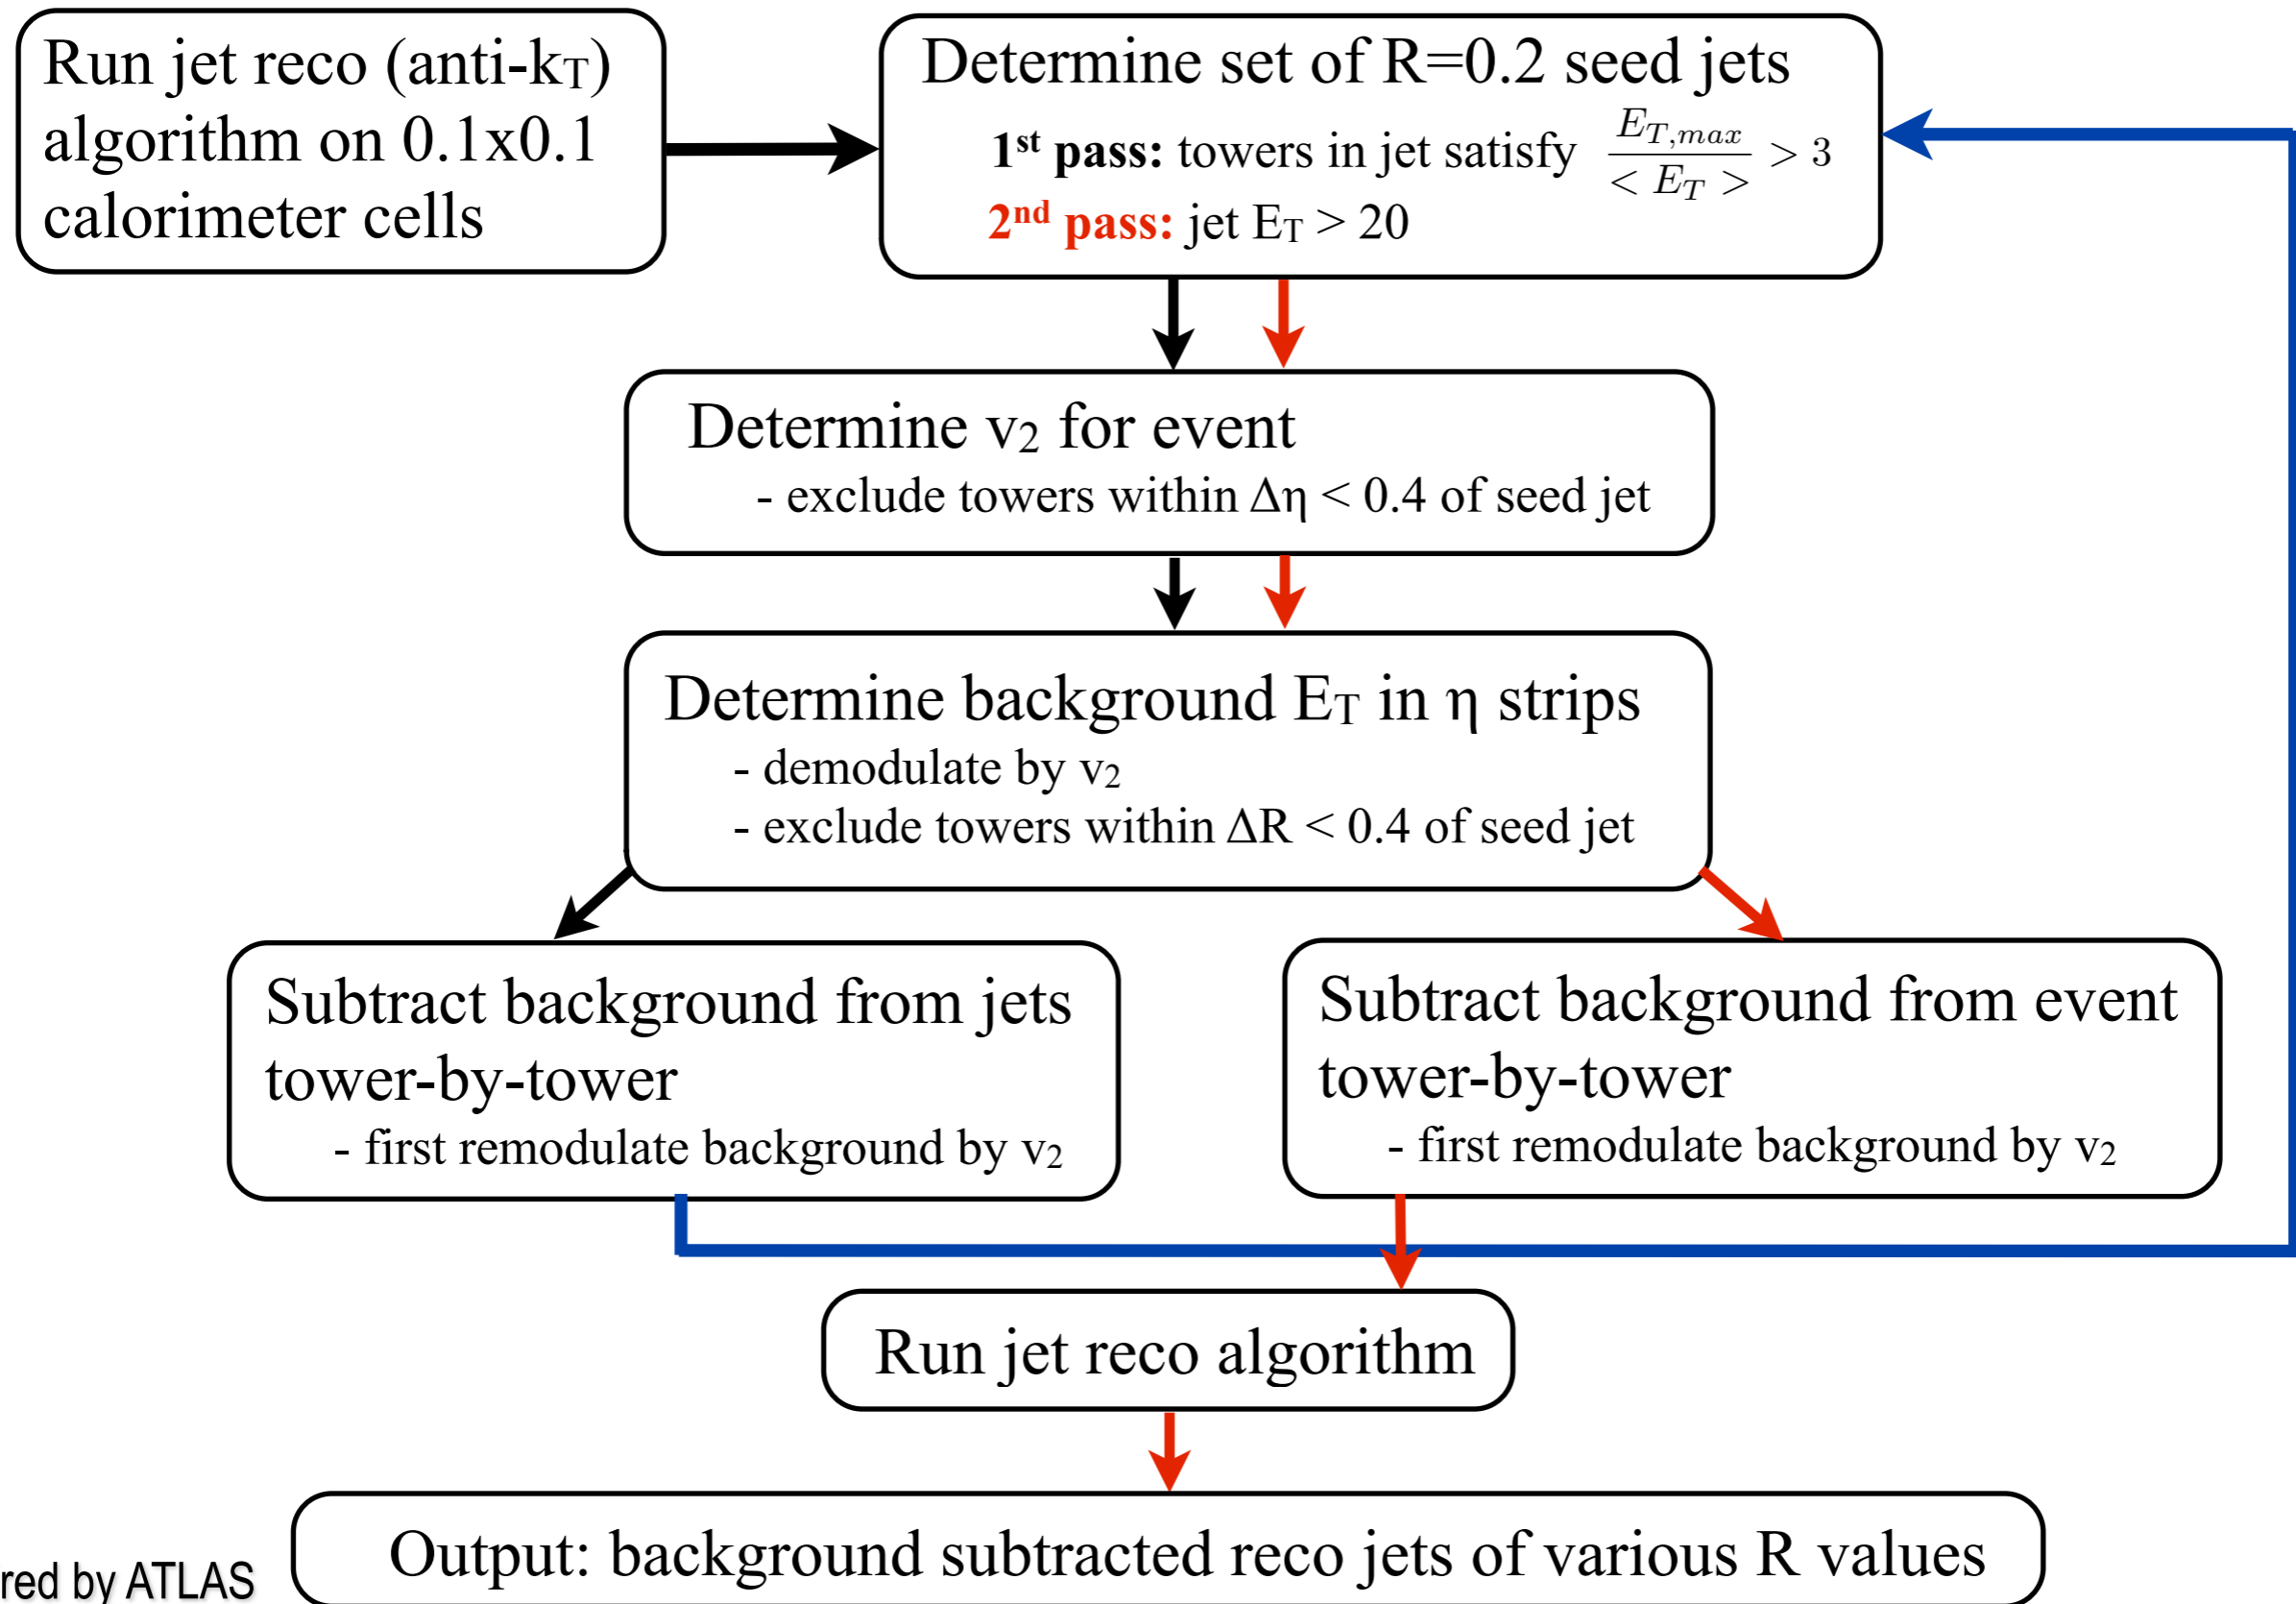 Run jet reco (anti-kT)
algorithm on 0.1x0.1
calorimeter cells
Determine set of R=0.2 seed jets
1st pass: towers in jet satisfy E_{T,max} / < E_T > > 3
2nd pass: jet ET > 20
Determine v2 for event
- exclude towers within Δη < 0.4 of seed jet
Determine background ET in η strips
- demodulate by v2
- exclude towers within ΔR < 0.4 of seed jet
Subtract background from jets
tower-by-tower
- first remodulate background by v2
Subtract background from event
tower-by-tower
- first remodulate background by v2
Run jet reco algorithm
Output: background subtracted reco jets of various R values
by ATLAS